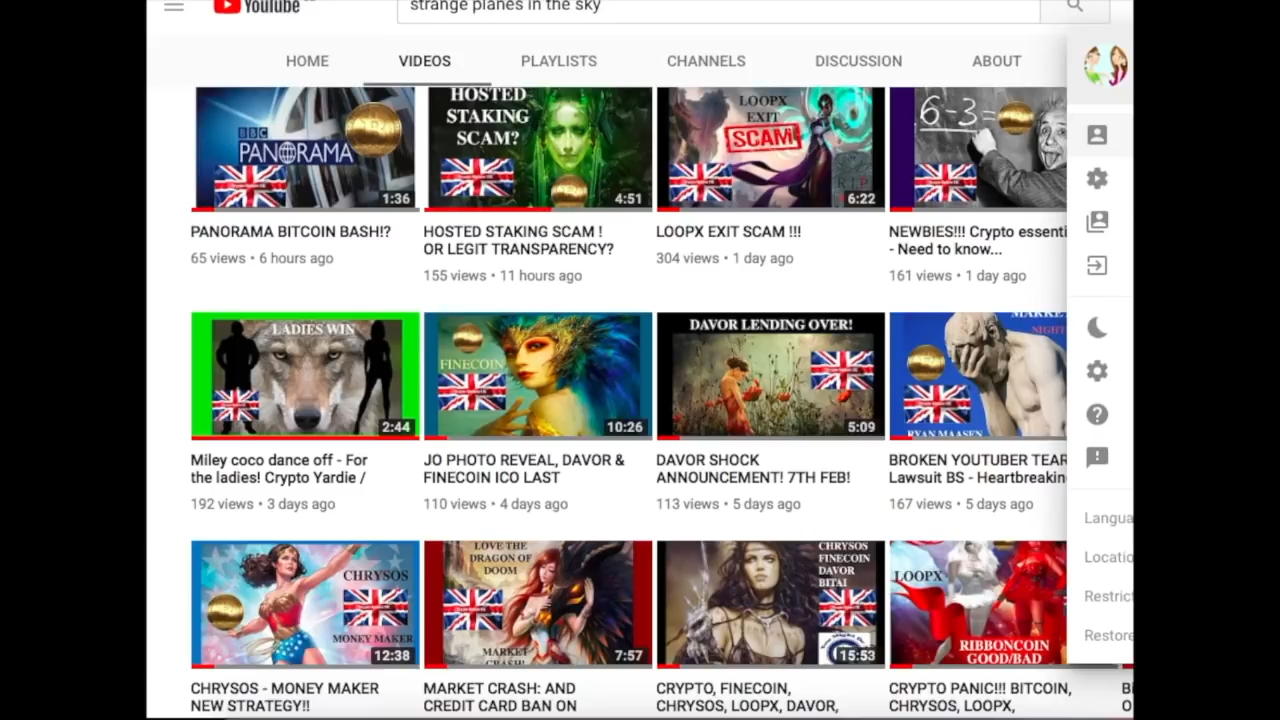 YouTube
strange planes in the sky
HOME
VIDEOS
PLAYLISTS
CHANNELS
DISCUSSION
ABOUT
BBC
PANORAMA
1:36
HOSTED
STAKING
SCAM?
4:51
LOOPX
EXIT
SCAM
RIP
6:22
6-3=
PANORAMA BITCOIN BASH!?
65 views • 6 hours ago
HOSTED STAKING SCAM !
OR LEGIT TRANSPARENCY?
155 views • 11 hours ago
LOOPX EXIT SCAM !!!
304 views • 1 day ago
NEWBIES!!! Crypto essenti
- Need to know...
161 views • 1 day ago
LADIES WIN
2:44
FINECOIN
10:26
DAVOR LENDING OVER!
5:09
MARKE
NIGHT
RYAN MAASEN
Miley coco dance off - For
the ladies! Crypto Yardie /
192 views • 3 days ago
JO PHOTO REVEAL, DAVOR &
FINECOIN ICO LAST
110 views • 4 days ago
DAVOR SHOCK
ANNOUNCEMENT! 7TH FEB!
113 views • 5 days ago
BROKEN YOUTUBER TEAR
Lawsuit BS - Heartbreakin
167 views • 5 days ago
CHRYSOS
MONEY MAKER
12:38
LOVE THE
DRAGON OF
DOOM
MARKET
CRASH!
7:57
CHRYSOS
FINECOIN
DAVOR
BITAI
15:53
LOOPX
RIBBONCOIN
GOOD/BAD
CHRYSOS - MONEY MAKER
NEW STRATEGY!!
MARKET CRASH: AND
CREDIT CARD BAN ON
CRYPTO, FINECOIN,
CHRYSOS, LOOPX, DAVOR,
CRYPTO PANIC!!! BITCOIN,
CHRYSOS, LOOPX,
Langua
Locatio
Restrict
Restore